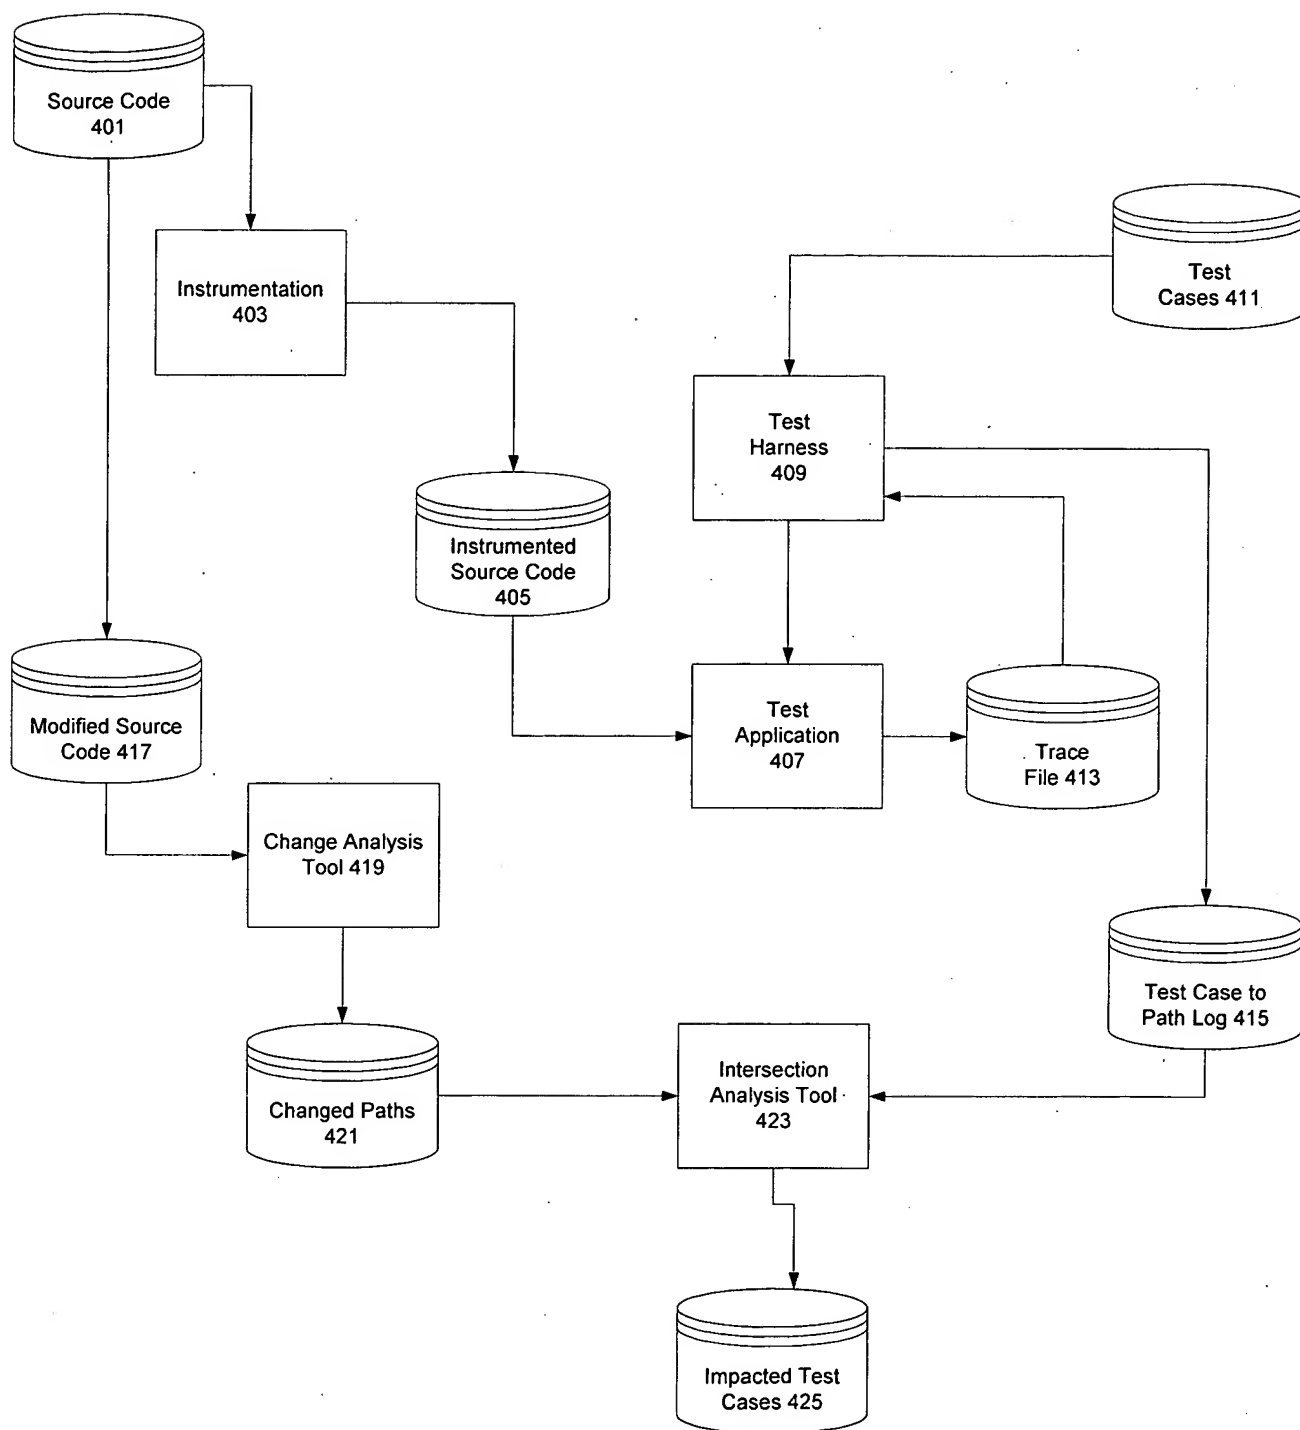 Source Code
401
Instrumentation
403
Test
Cases 411
Test
Harness
409
Instrumented
Source Code
405
Modified Source
Code 417
Test
Application
407
Trace
File 413
Change Analysis
Tool 419
Test Case to
Path Log 415
Changed Paths
421
Intersection
Analysis Tool
423
Impacted Test
Cases 425